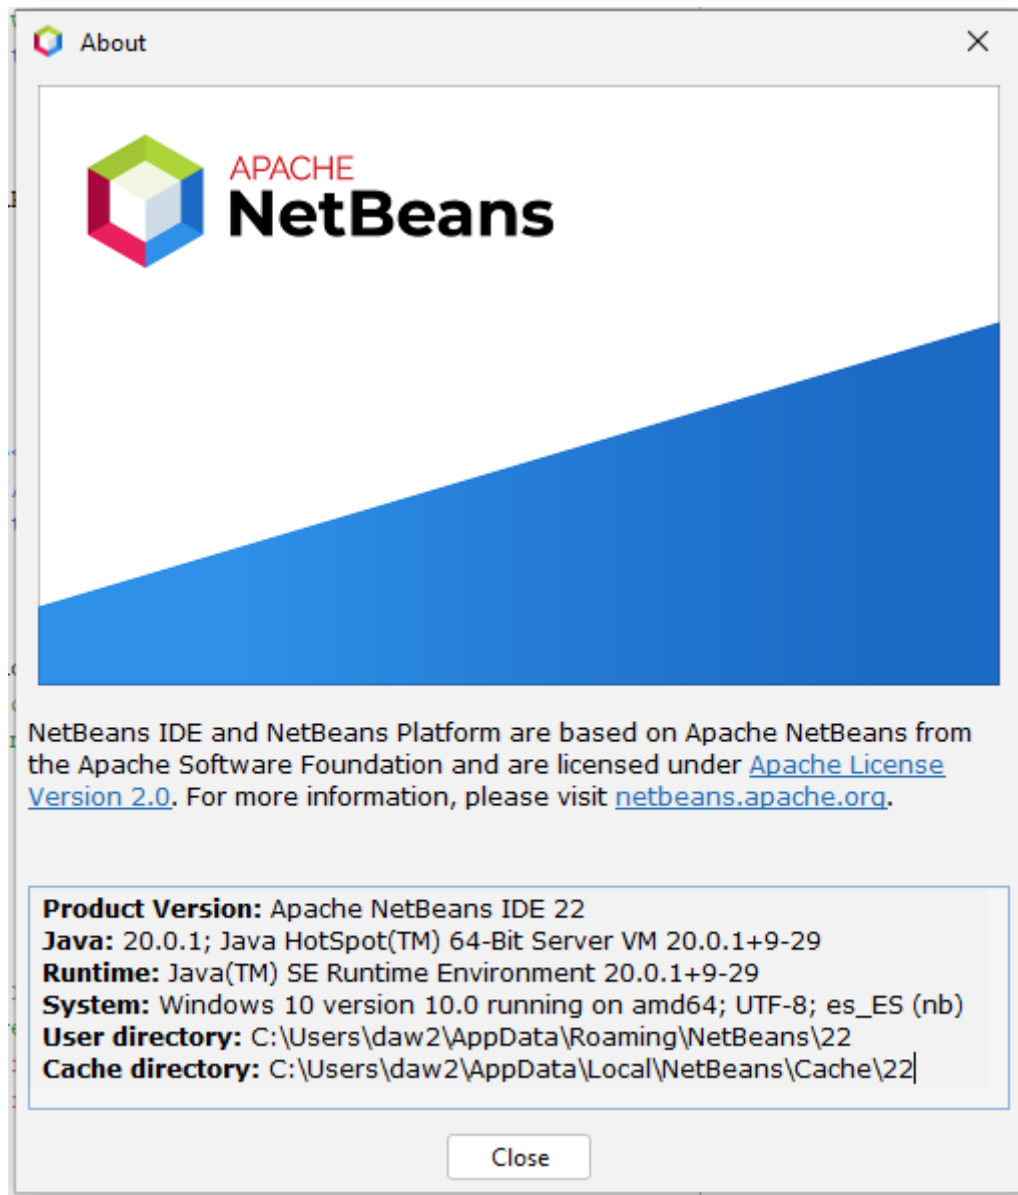 About
APACHE
NetBeans
NetBeans IDE and NetBeans Platform are based on Apache NetBeans from
the Apache Software Foundation and are licensed under Apache License
Version 2.0. For more information, please visit netbeans.apache.org.
Product Version: Apache NetBeans IDE 22
Java: 20.0.1; Java HotSpot(TM) 64-Bit Server VM 20.0.1+9-29
Runtime: Java(TM) SE Runtime Environment 20.0.1+9-29
System: Windows 10 version 10.0 running on amd64; UTF-8; es_ES (nb)
User directory: C:\Users\daw2\AppData\Roaming\NetBeans\22
Cache directory: C:\Users\daw2\AppData\Local\NetBeans\Cache\22
Close